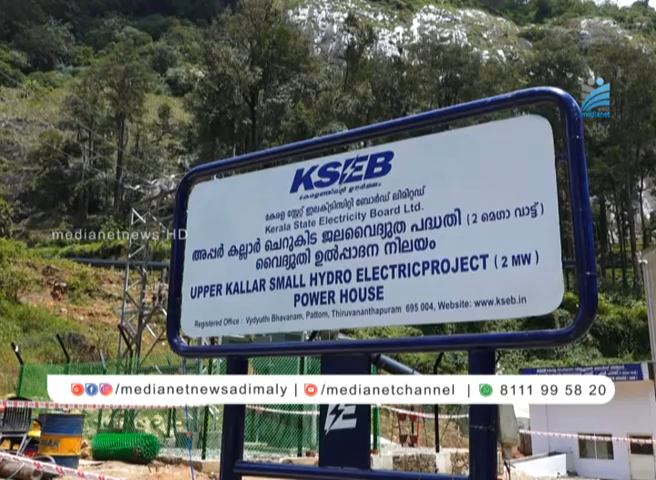 medianet
KSEB
കേരളത്തിന്റെ ഊർജ്ജം
കേരള സ്റ്റേറ്റ് ഇലക്ട്രിസിറ്റി ബോർഡ് ലിമിറ്റഡ്
Kerala State Electricity Board Ltd.
അപ്പർ കല്ലാർ ചെറുകിട ജലവൈദ്യുത പദ്ധതി (2 മെഗാ വാട്ട്)
വൈദ്യുതി ഉൽപ്പാദന നിലയം
UPPER KALLAR SMALL HYDRO ELECTRICPROJECT (2 MW)
POWER HOUSE
Registered Office : Vydyuthi Bhavanam, Pattom, Thiruvananthapuram 695 004, Website: www.kseb.in
medianetnews HD
/medianetnewsadimaly | /medianetchannel | 8111 99 58 20